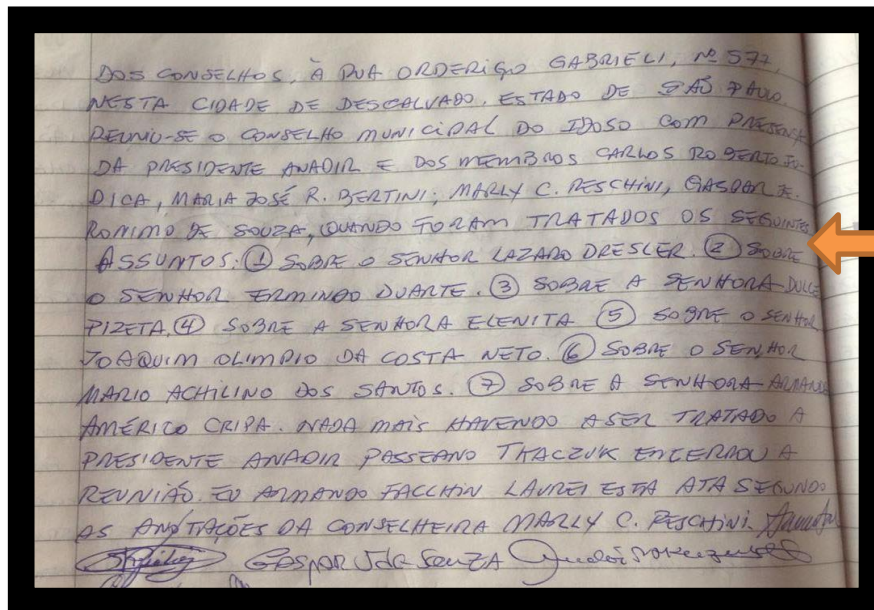 DOS CONSELHOS, À RUA ORDERIGO GABRIELI, Nº 577,
NESTA CIDADE DE DESCALVADO. ESTADO DE SÃO PAULO.
REUNIU-SE O CONSELHO MUNICIPAL DO IDOSO COM PRESENÇA
DA PRESIDENTE ANADIR E DOS MEMBROS CARLOS ROBERTO JU-
DICA, MARIA JOSÉ R. BERTINI; MARLY C. PESCHINI, GASPAR JE-
RONIMO DE SOUZA, QUANDO FORAM TRATADOS OS SEGUINTES
ASSUNTOS: ① SOBRE O SENHOR LAZARO DRESLER. ② SOBRE
O SENHOR ERMINDO DUARTE. ③ SOBRE A SENHORA DULCE
PIZETA. ④ SOBRE A SENHORA ELENITA ⑤ SOBRE O SENHOR
JOAQUIM OLIMPIO DA COSTA NETO. ⑥ SOBRE O SENHOR
MARIO ACHILINO DOS SANTOS. ⑦ SOBRE A SENHORA
AMÉRICO CRIPA. NADA MAIS HAVENDO A SER TRATADO A
PRESIDENTE ANADIR PASSEANO TKACZUK ENCERROU A
REUNIÃO. EU ARMANDO FACCHIN LAVREI ESTA ATA SEGUNDO
AS ANOTAÇÕES DA CONSELHEIRA MARLY C. PESCHINI.
GASPAR J de SouzA